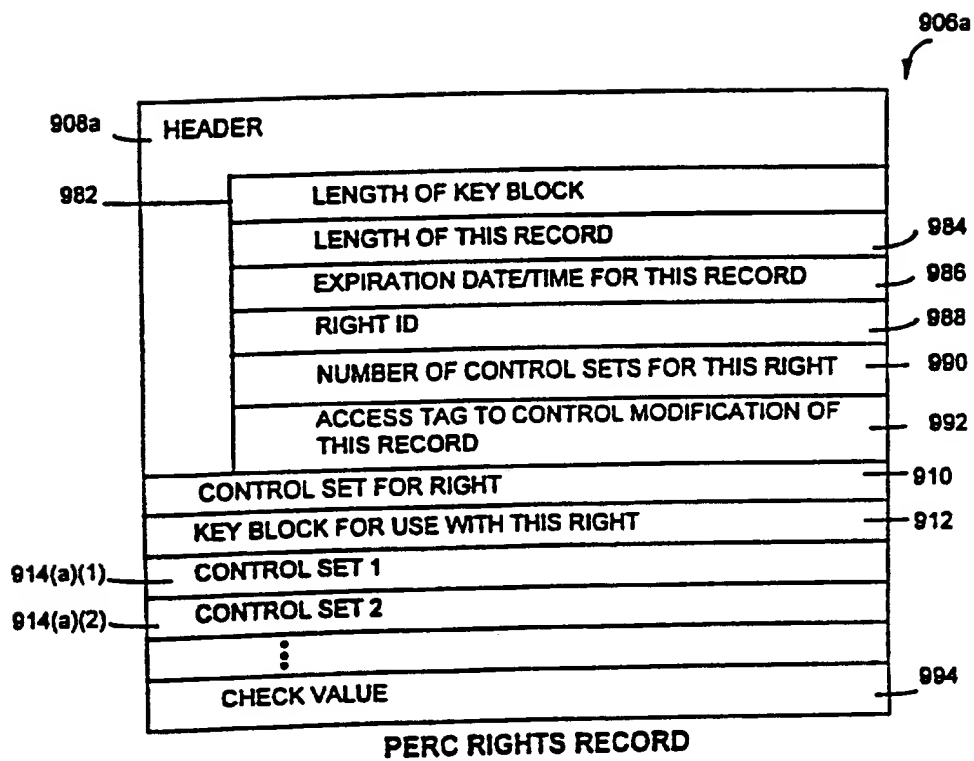 906a
908a HEADER
982 LENGTH OF KEY BLOCK
LENGTH OF THIS RECORD 984
EXPIRATION DATE/TIME FOR THIS RECORD 986
RIGHT ID 988
NUMBER OF CONTROL SETS FOR THIS RIGHT 990
ACCESS TAG TO CONTROL MODIFICATION OF
THIS RECORD 992
CONTROL SET FOR RIGHT 910
KEY BLOCK FOR USE WITH THIS RIGHT 912
914(a)(1) CONTROL SET 1
914(a)(2) CONTROL SET 2
CHECK VALUE 994
PERC RIGHTS RECORD